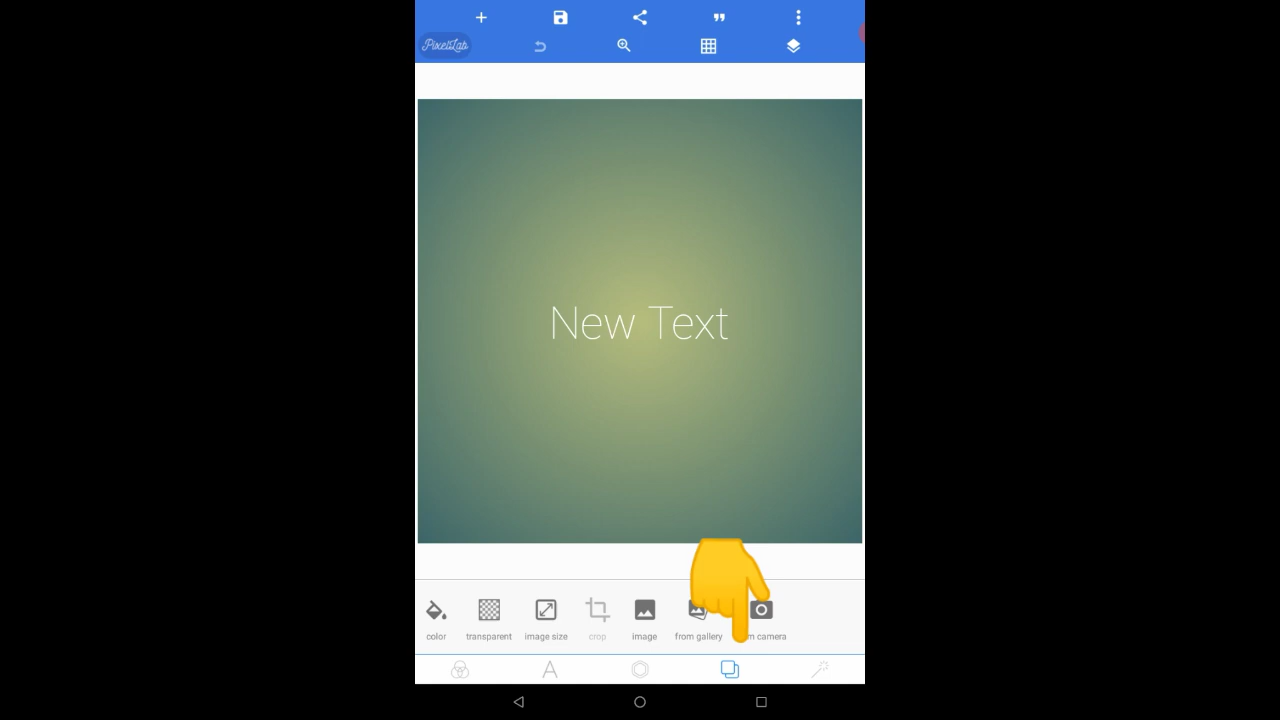 PixelLab
New Text
color transparent image size crop image from gallery m camera